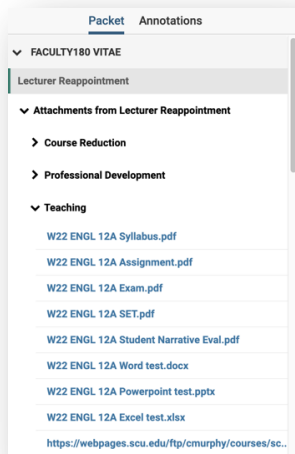 Packet Annotations
FACULTY180 VITAE
Lecturer Reappointment
Attachments from Lecturer Reappointment
Course Reduction
Professional Development
Teaching
W22 ENGL 12A Syllabus.pdf
W22 ENGL 12A Assignment.pdf
W22 ENGL 12A Exam.pdf
W22 ENGL 12A SET.pdf
W22 ENGL 12A Student Narrative Eval.pdf
W22 ENGL 12A Word test.docx
W22 ENGL 12A Powerpoint test.pptx
W22 ENGL 12A Excel test.xlsx
https://webpages.scu.edu/ftp/cmurphy/courses/sc...